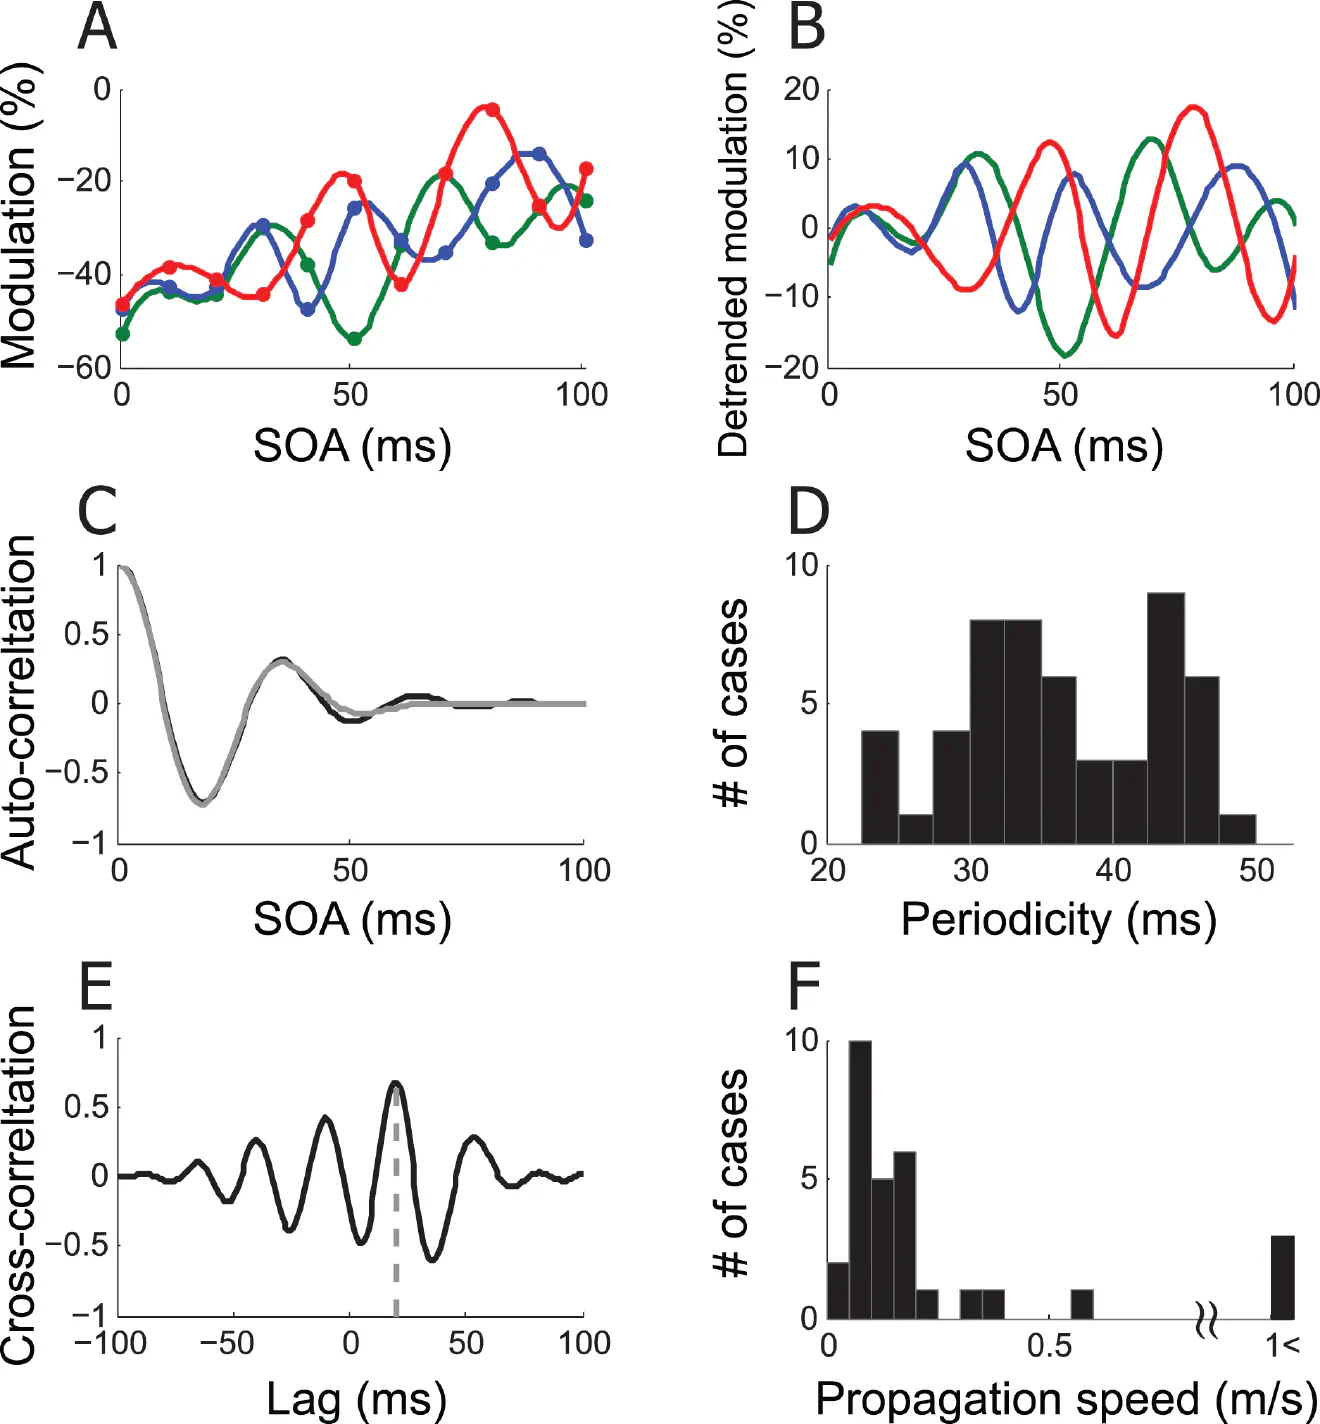 A
Modulation (%)
0
−20
−40
−60
0
50
100
SOA (ms)
B
Detrended modulation (%)
20
10
0
−10
−20
0
50
100
SOA (ms)
C
Auto-correltation
1
0.5
0
−0.5
−1
0
50
100
SOA (ms)
D
# of cases
10
5
0
20
30
40
50
Periodicity (ms)
E
Cross-correltation
1
0.5
0
−0.5
−1
−100
−50
0
50
100
Lag (ms)
F
# of cases
10
5
0
0
0.5
1<
Propagation speed (m/s)